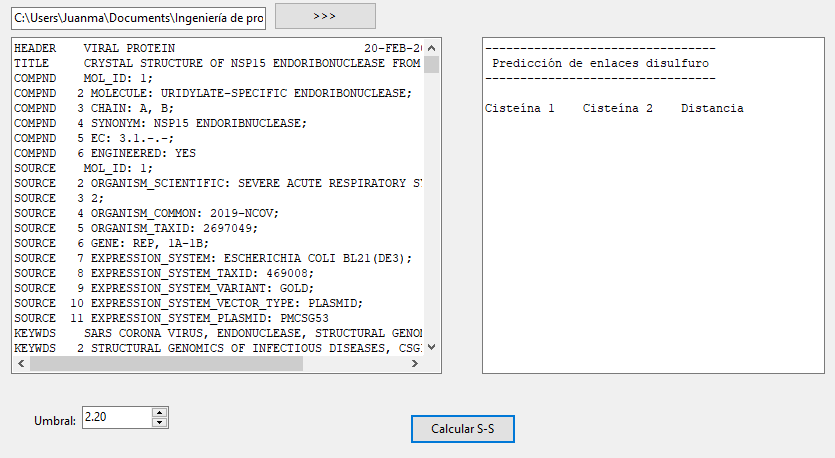 C:\Users\Juanma\Documents\Ingeniería de pro
>>>
HEADER    VIRAL PROTEIN                           20-FEB-20
TITLE     CRYSTAL STRUCTURE OF NSP15 ENDORIBONUCLEASE FROM
COMPND    MOL_ID: 1;
COMPND   2 MOLECULE: URIDYLATE-SPECIFIC ENDORIBONUCLEASE;
COMPND   3 CHAIN: A, B;
COMPND   4 SYNONYM: NSP15 ENDORIBNUCLEASE;
COMPND   5 EC: 3.1.-.-;
COMPND   6 ENGINEERED: YES
SOURCE    MOL_ID: 1;
SOURCE   2 ORGANISM_SCIENTIFIC: SEVERE ACUTE RESPIRATORY SY
SOURCE   3 2;
SOURCE   4 ORGANISM_COMMON: 2019-NCOV;
SOURCE   5 ORGANISM_TAXID: 2697049;
SOURCE   6 GENE: REP, 1A-1B;
SOURCE   7 EXPRESSION_SYSTEM: ESCHERICHIA COLI BL21(DE3);
SOURCE   8 EXPRESSION_SYSTEM_TAXID: 469008;
SOURCE   9 EXPRESSION_SYSTEM_VARIANT: GOLD;
SOURCE  10 EXPRESSION_SYSTEM_VECTOR_TYPE: PLASMID;
SOURCE  11 EXPRESSION_SYSTEM_PLASMID: PMCSG53
KEYWDS    SARS CORONA VIRUS, ENDONUCLEASE, STRUCTURAL GENOM
KEYWDS   2 STRUCTURAL GENOMICS OF INFECTIOUS DISEASES, CSG
---------------------------------
Predicción de enlaces disulfuro
---------------------------------
Cisteína 1    Cisteína 2    Distancia
Umbral: 2.20
Calcular S-S